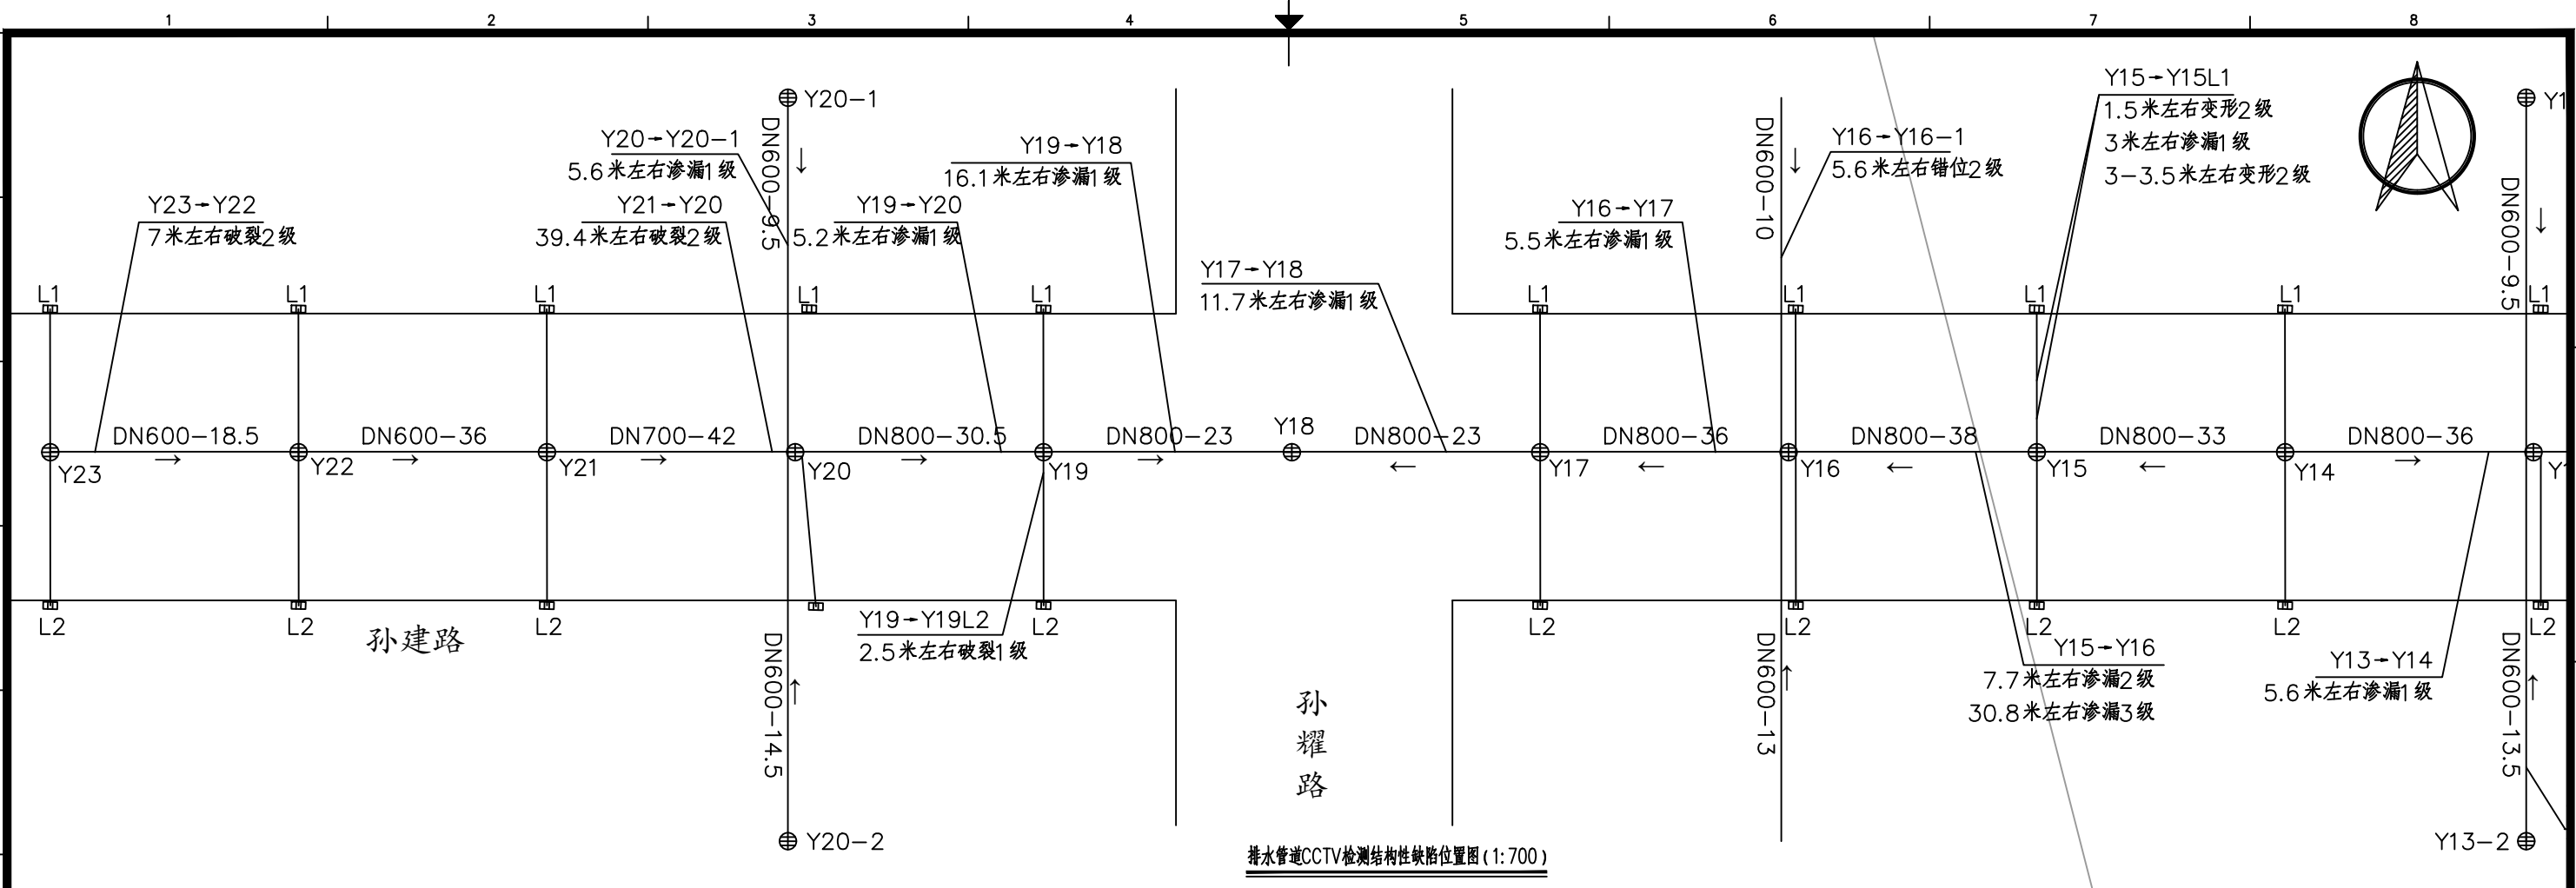 1 2 3 4 5 6 7 8
Y20-1
Y15→Y15L1
1.5米左右变形2级
3米左右渗漏1级
3-3.5米左右变形2级
Y20→Y20-1
5.6米左右渗漏1级
DN600-9.5
Y19→Y18
16.1米左右渗漏1级
DN600-10
Y16→Y16-1
5.6米左右错位2级
Y23→Y22
7米左右破裂2级
Y21→Y20
39.4米左右破裂2级
Y19→Y20
5.2米左右渗漏1级
Y16→Y17
5.5米左右渗漏1级
DN600-9.5
Y17→Y18
11.7米左右渗漏1级
L1 L1 L1 L1 L1 L1 L1 L1 L1 L1
DN600-18.5 DN600-36 DN700-42 DN800-30.5 DN800-23 Y18 DN800-23 DN800-36 DN800-38 DN800-33 DN800-36
Y23 Y22 Y21 Y20 Y19 Y17 Y16 Y15 Y14
L2 L2 L2 L2 L2 L2 L2 L2 L2
孙建路
Y19→Y19L2
2.5米左右破裂1级
DN600-14.5
DN600-13
Y15→Y16
7.7米左右渗漏2级
30.8米左右渗漏3级
Y13→Y14
5.6米左右渗漏1级
DN600-13.5
孙
耀
路
Y20-2
Y13-2
排水管道CCTV检测结构性缺陷位置图(1:700)